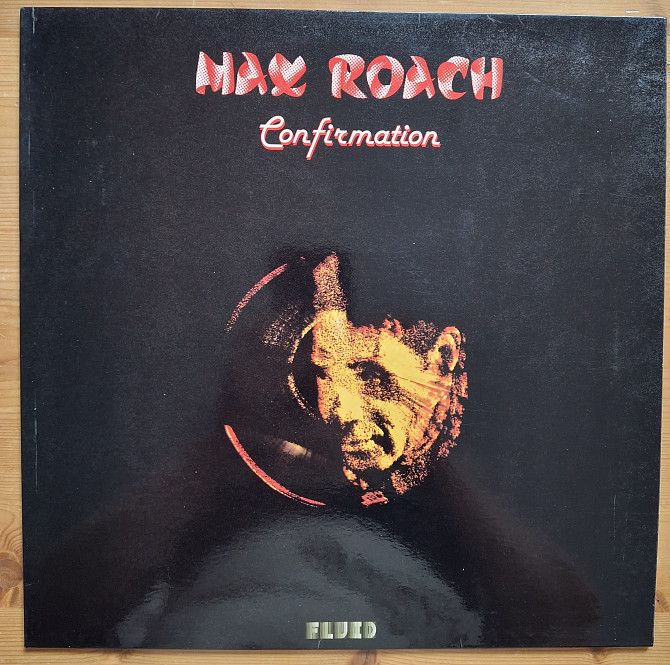 MAX ROACH
Confirmation
FLUID